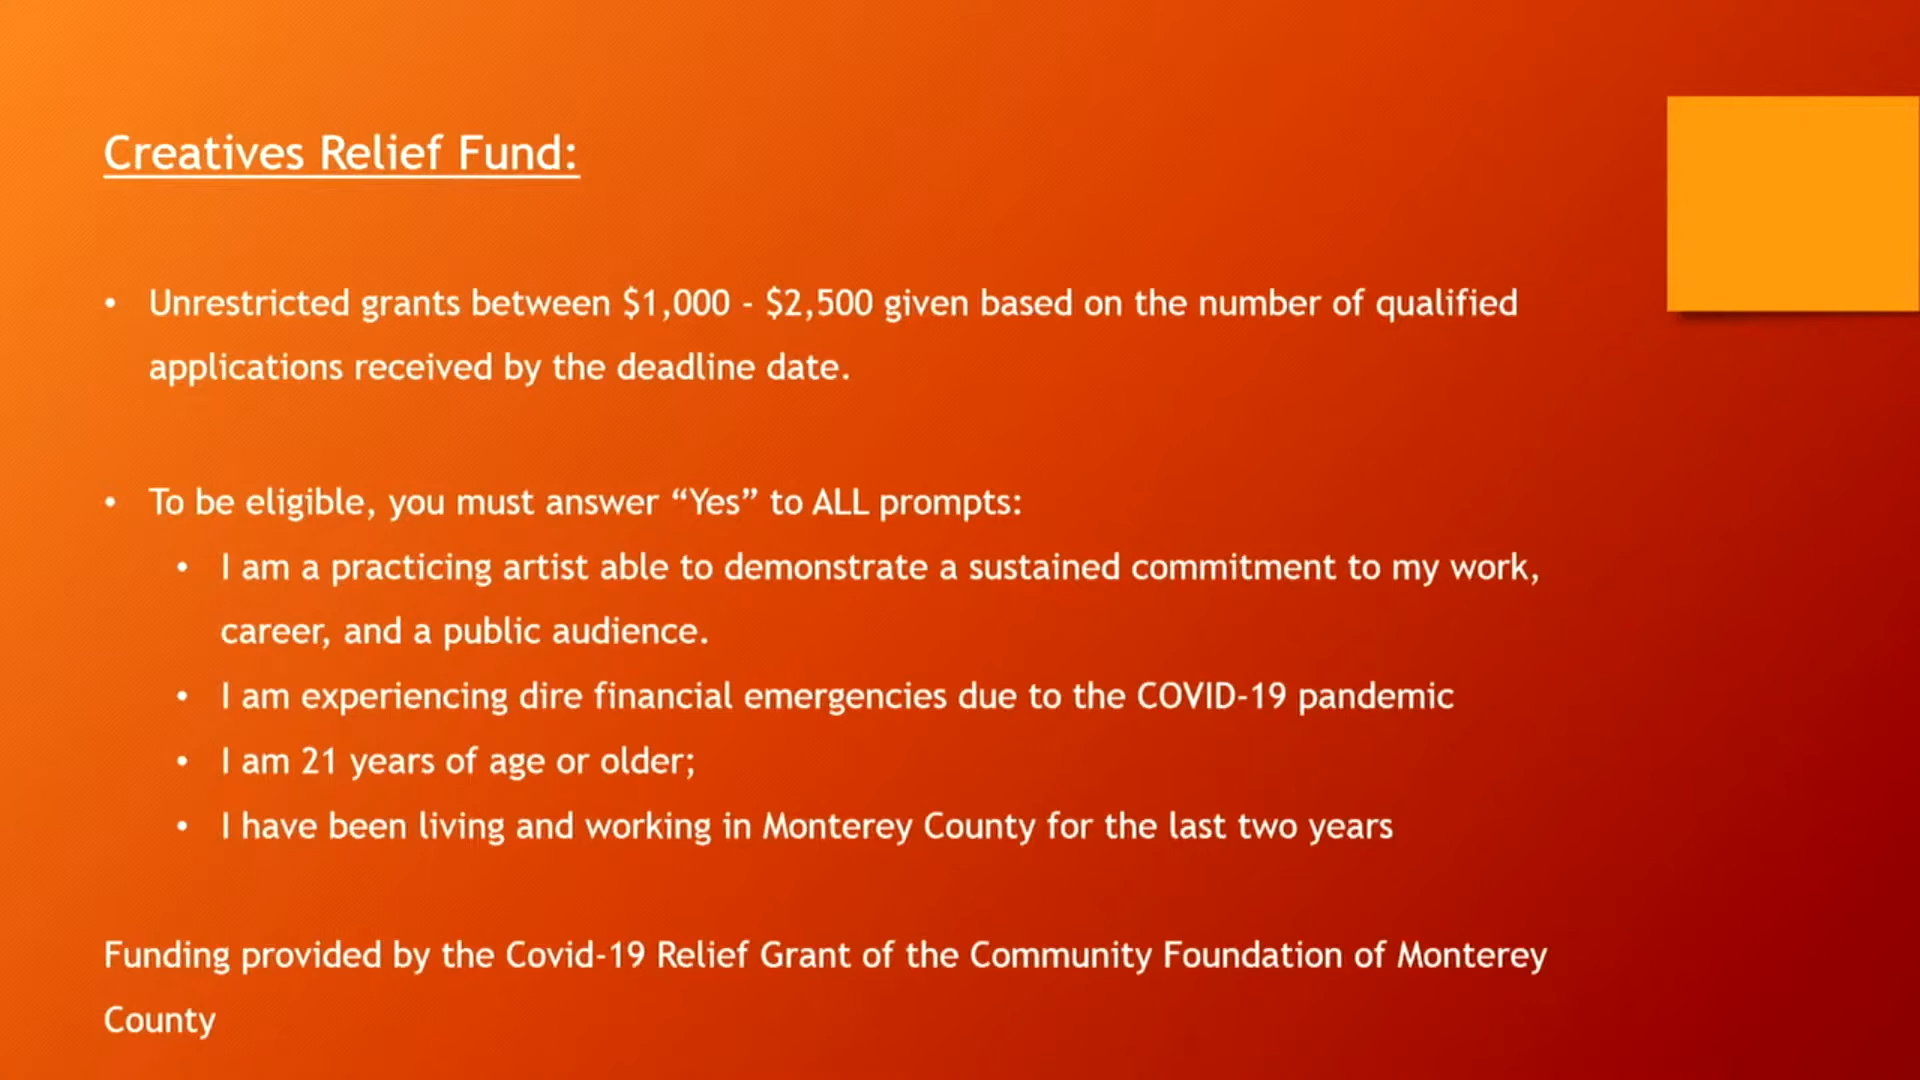 Creatives Relief Fund:
• Unrestricted grants between $1,000 - $2,500 given based on the number of qualified
applications received by the deadline date.
• To be eligible, you must answer “Yes” to ALL prompts:
• I am a practicing artist able to demonstrate a sustained commitment to my work,
career, and a public audience.
• I am experiencing dire financial emergencies due to the COVID-19 pandemic
• I am 21 years of age or older;
• I have been living and working in Monterey County for the last two years
Funding provided by the Covid-19 Relief Grant of the Community Foundation of Monterey
County